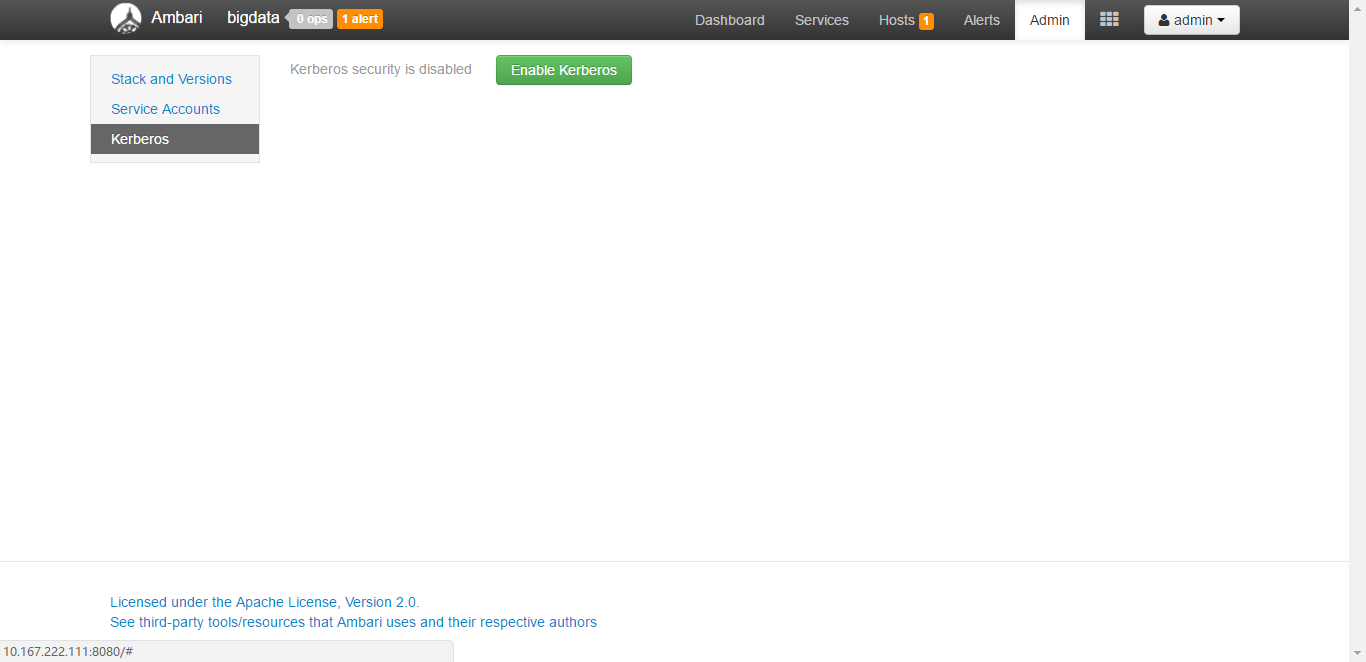 Ambari bigdata 0 ops 1 alert Dashboard Services Hosts 1 Alerts Admin admin
Stack and Versions
Service Accounts
Kerberos
Kerberos security is disabled Enable Kerberos
Licensed under the Apache License, Version 2.0.
See third-party tools/resources that Ambari uses and their respective authors
10.167.222.111:8080/#